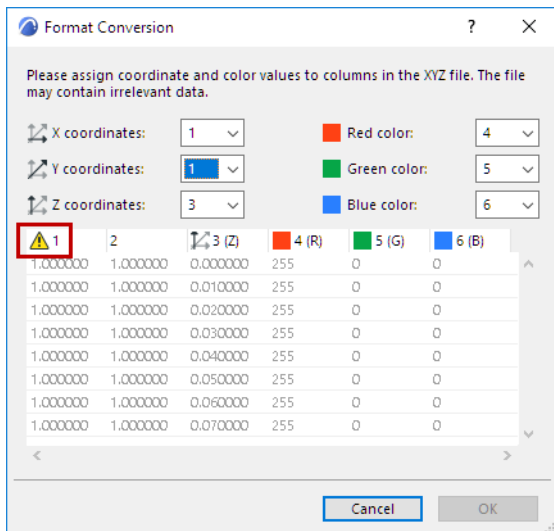 Format Conversion
Please assign coordinate and color values to columns in the XYZ file. The file
may contain irrelevant data.
X coordinates: 1 Red color: 4
Y coordinates: 1 Green color: 5
Z coordinates: 3 Blue color: 6
1 2 3 (Z) 4 (R) 5 (G) 6 (B)
1.000000 1.000000 0.000000 255 0 0
1.000000 1.000000 0.010000 255 0 0
1.000000 1.000000 0.020000 255 0 0
1.000000 1.000000 0.030000 255 0 0
1.000000 1.000000 0.040000 255 0 0
1.000000 1.000000 0.050000 255 0 0
1.000000 1.000000 0.060000 255 0 0
1.000000 1.000000 0.070000 255 0 0
Cancel OK